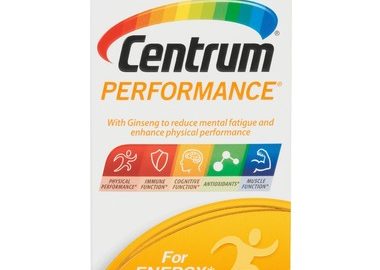 Centrum
PERFORMANCE®
With Ginseng to reduce mental fatigue and
enhance physical performance
PHYSICAL IMMUNE COGNITIVE ANTIOXIDANTS* MUSCLE
PERFORMANCE* FUNCTION* FUNCTION* FUNCTION*
For
ENERGY*